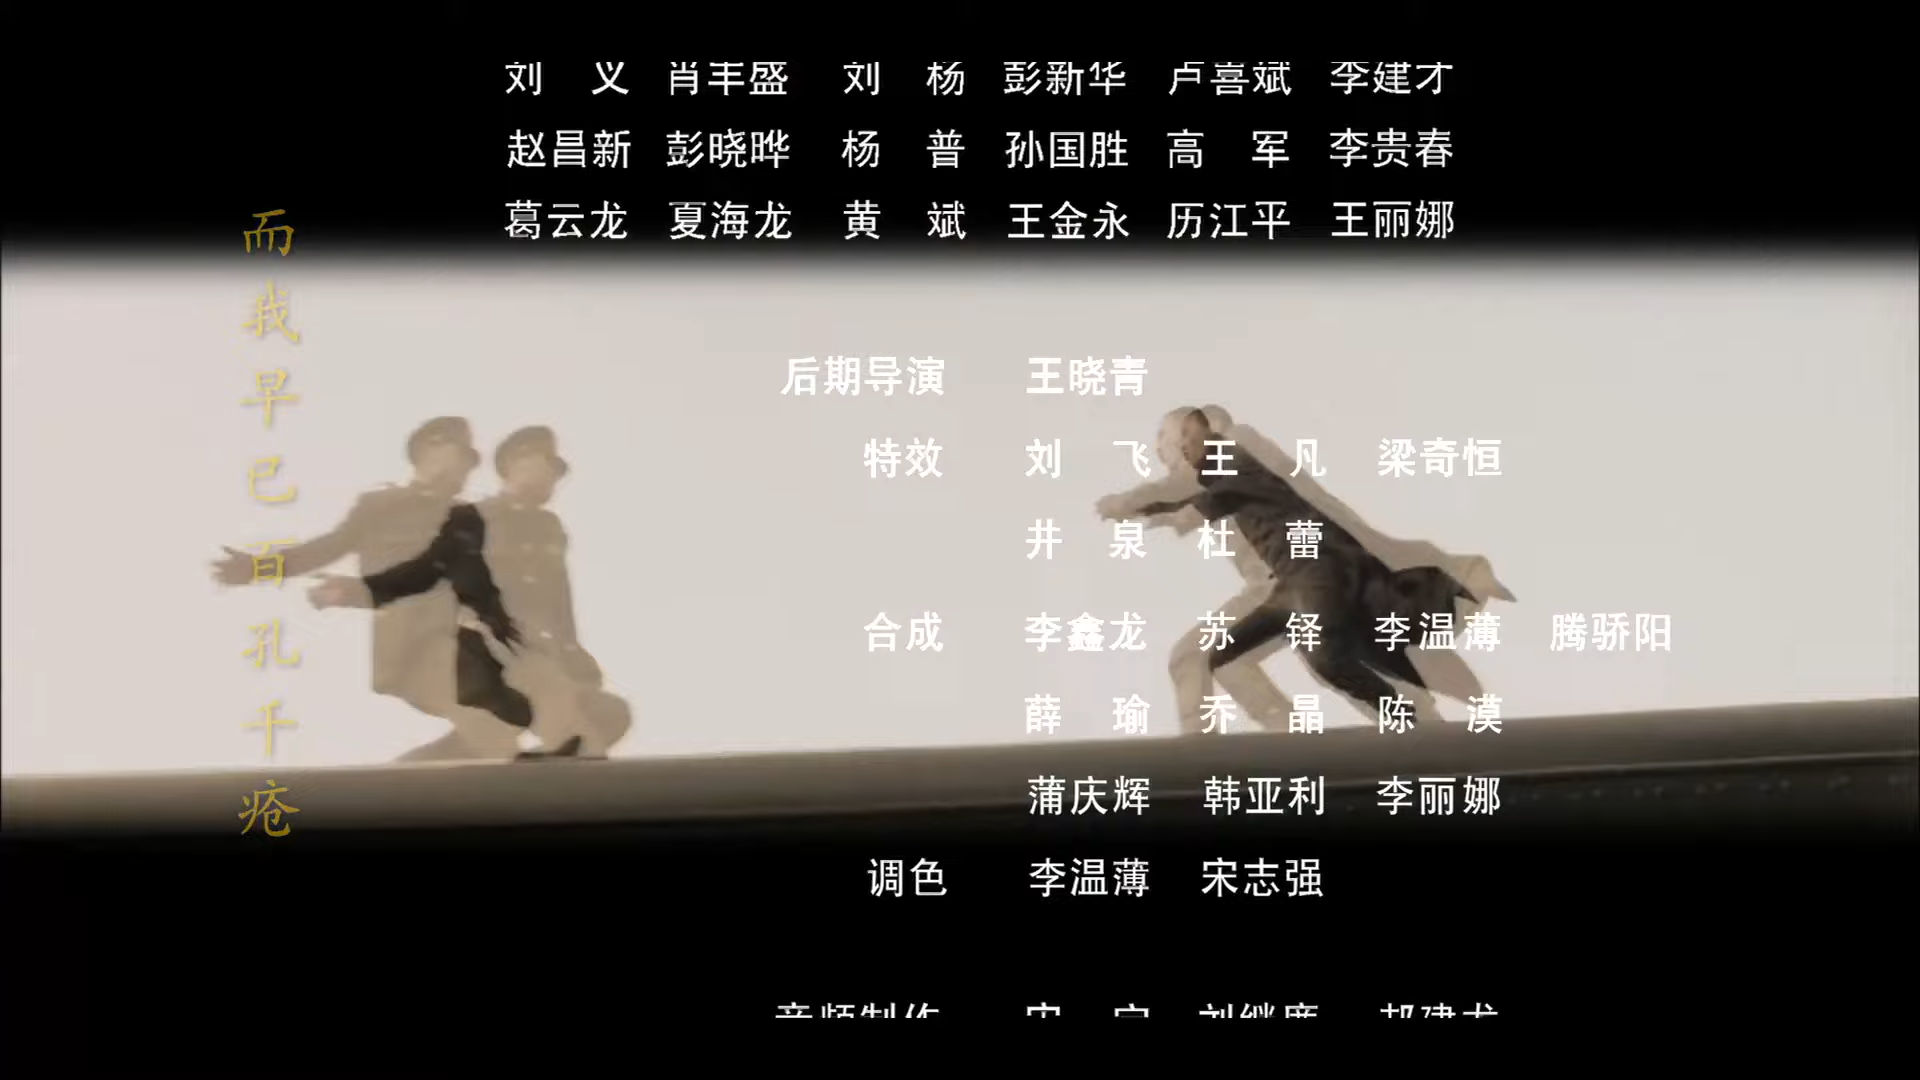 刘 义 肖丰盛 刘 杨 彭新华 卢喜斌 李建才
赵昌新 彭晓晔 杨 普 孙国胜 高 军 李贵春
葛云龙 夏海龙 黄 斌 王金永 历江平 王丽娜
而我早已百孔千疮
后期导演 王晓青
特效 刘 飞 王 凡 梁奇恒
井 泉 杜 蕾
合成 李鑫龙 苏 铎 李温薄 腾骄阳
薛 瑜 乔 晶 陈 漠
蒲庆辉 韩亚利 李丽娜
调色 李温薄 宋志强
音频制作